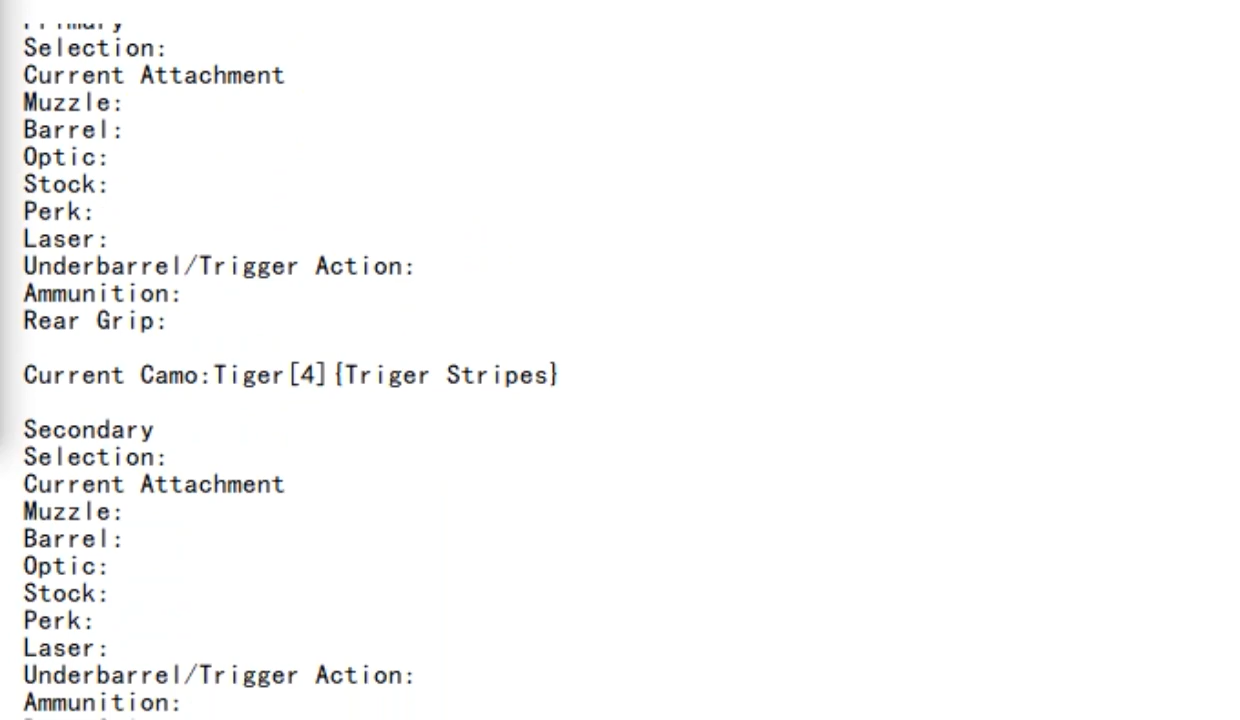 Primary
Selection:
Current Attachment
Muzzle:
Barrel:
Optic:
Stock:
Perk:
Laser:
Underbarrel/Trigger Action:
Ammunition:
Rear Grip:
Current Camo:Tiger[4]{Triger Stripes}
Secondary
Selection:
Current Attachment
Muzzle:
Barrel:
Optic:
Stock:
Perk:
Laser:
Underbarrel/Trigger Action:
Ammunition: